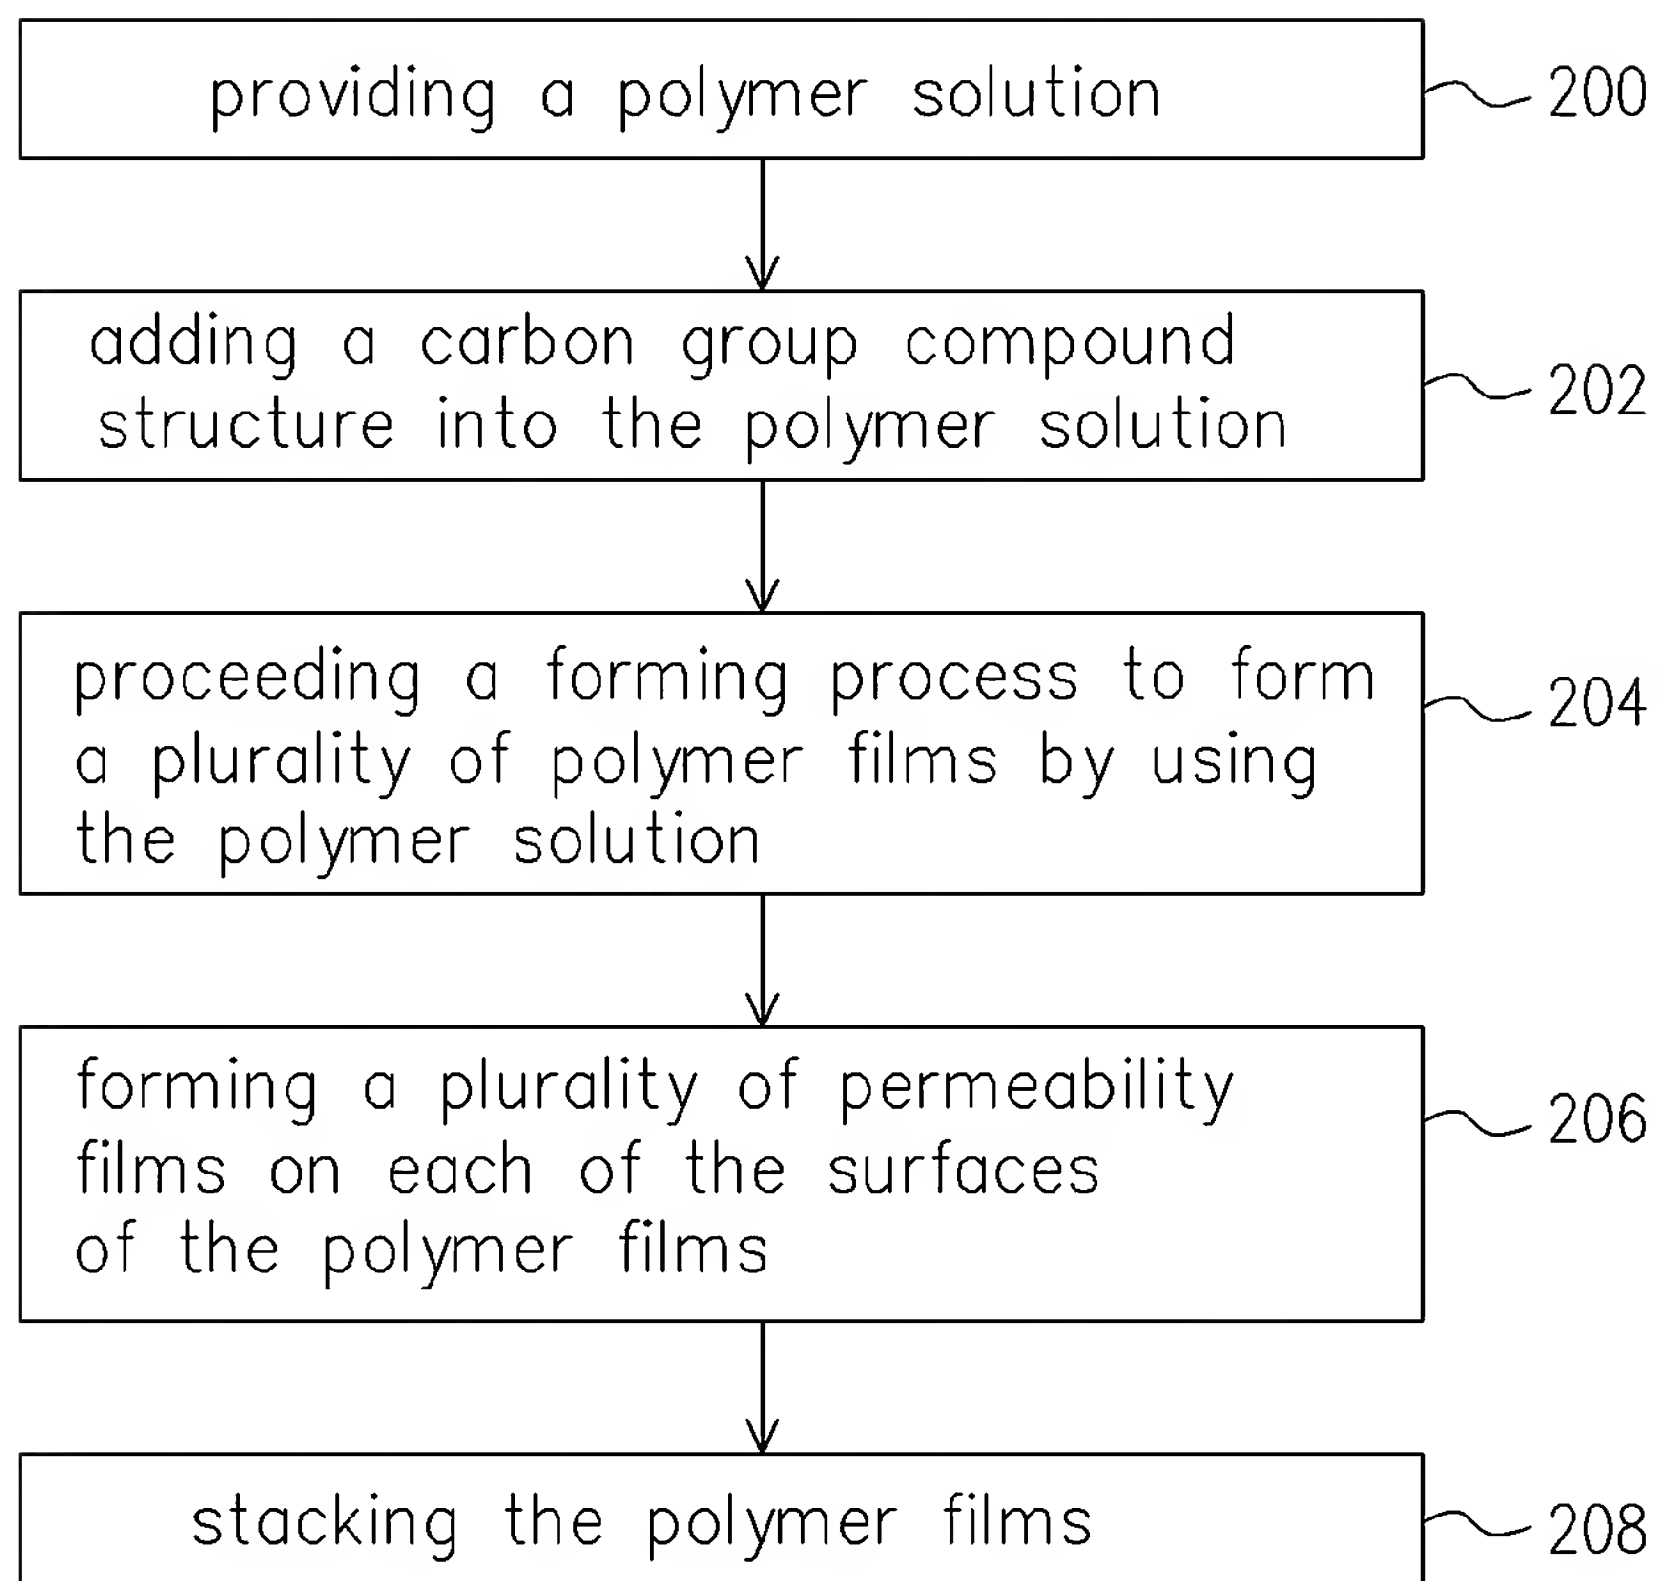 providing a polymer solution
200
adding a carbon group compound
structure into the polymer solution
202
proceeding a forming process to form
a plurality of polymer films by using
the polymer solution
204
forming a plurality of permeability
films on each of the surfaces
of the polymer films
206
stacking the polymer films
208